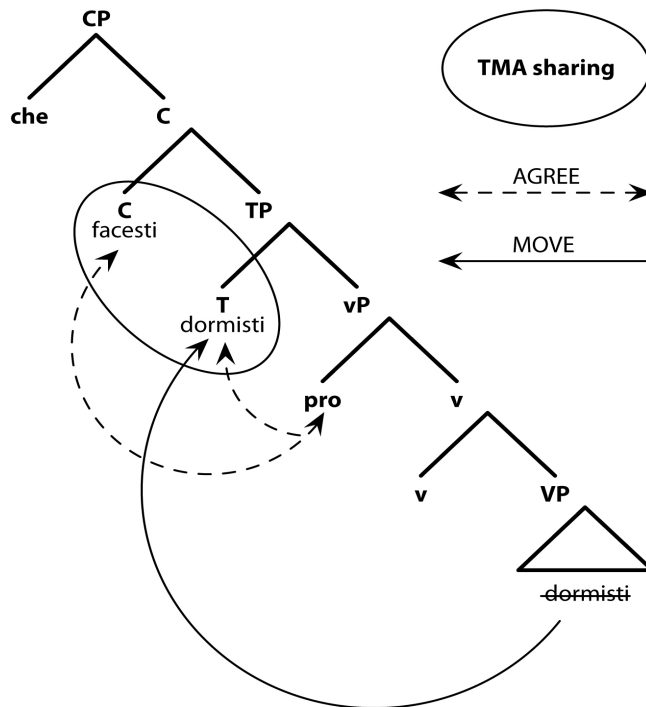 CP
TMA sharing
che
C
AGREE
C
TP
facesti
MOVE
T
vP
dormisti
pro
v
v
VP
dormisti